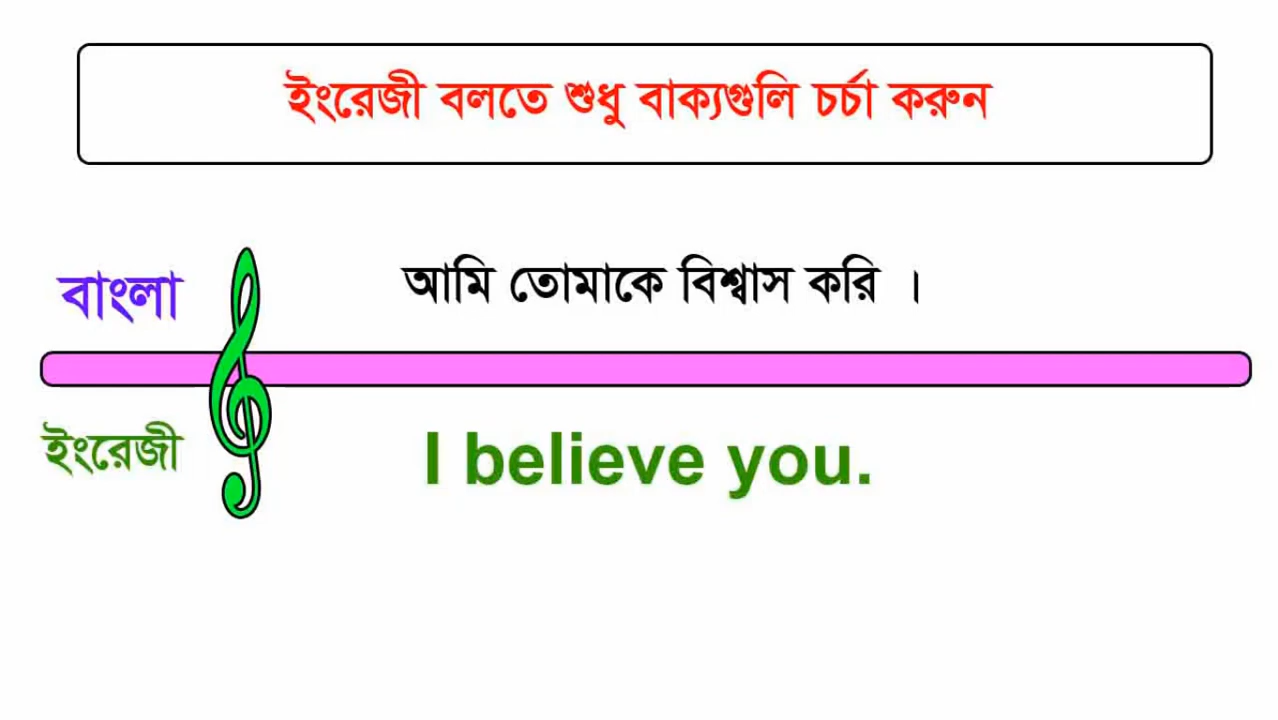 ইংরেজী বলতে শুধু বাক্যগুলি চর্চা করুন
বাংলা
আমি তোমাকে বিশ্বাস করি ।
ইংরেজী
I believe you.